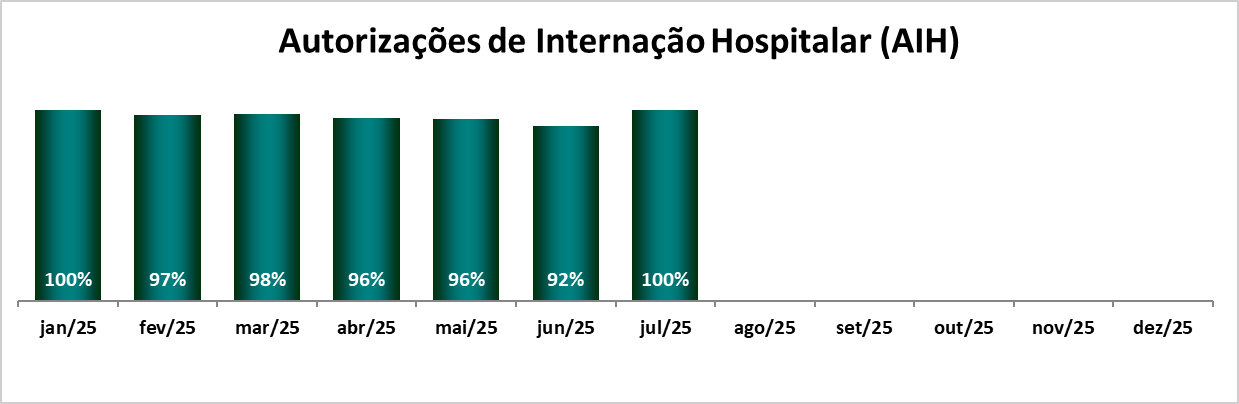 Autorizações de Internação Hospitalar (AIH)
100% 97% 98% 96% 96% 92% 100%
jan/25 fev/25 mar/25 abr/25 mai/25 jun/25 jul/25 ago/25 set/25 out/25 nov/25 dez/25